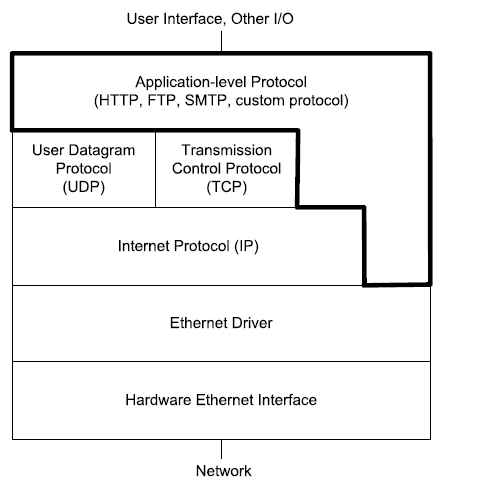 User Interface, Other I/O
Application-level Protocol
(HTTP, FTP, SMTP, custom protocol)
User Datagram
Protocol
(UDP)
Transmission
Control Protocol
(TCP)
Internet Protocol (IP)
Ethernet Driver
Hardware Ethernet Interface
Network